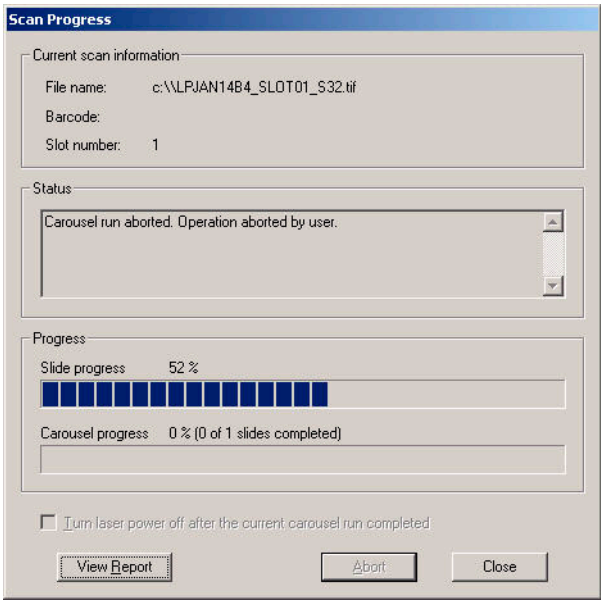 Scan Progress
Current scan information
File name: c:\\LPJAN14B4_SLOT01_S32.tif
Barcode:
Slot number: 1
Status
Carousel run aborted. Operation aborted by user.
Progress
Slide progress 52 %
Carousel progress 0 % (0 of 1 slides completed)
Turn laser power off after the current carousel run completed
View Report Abort Close